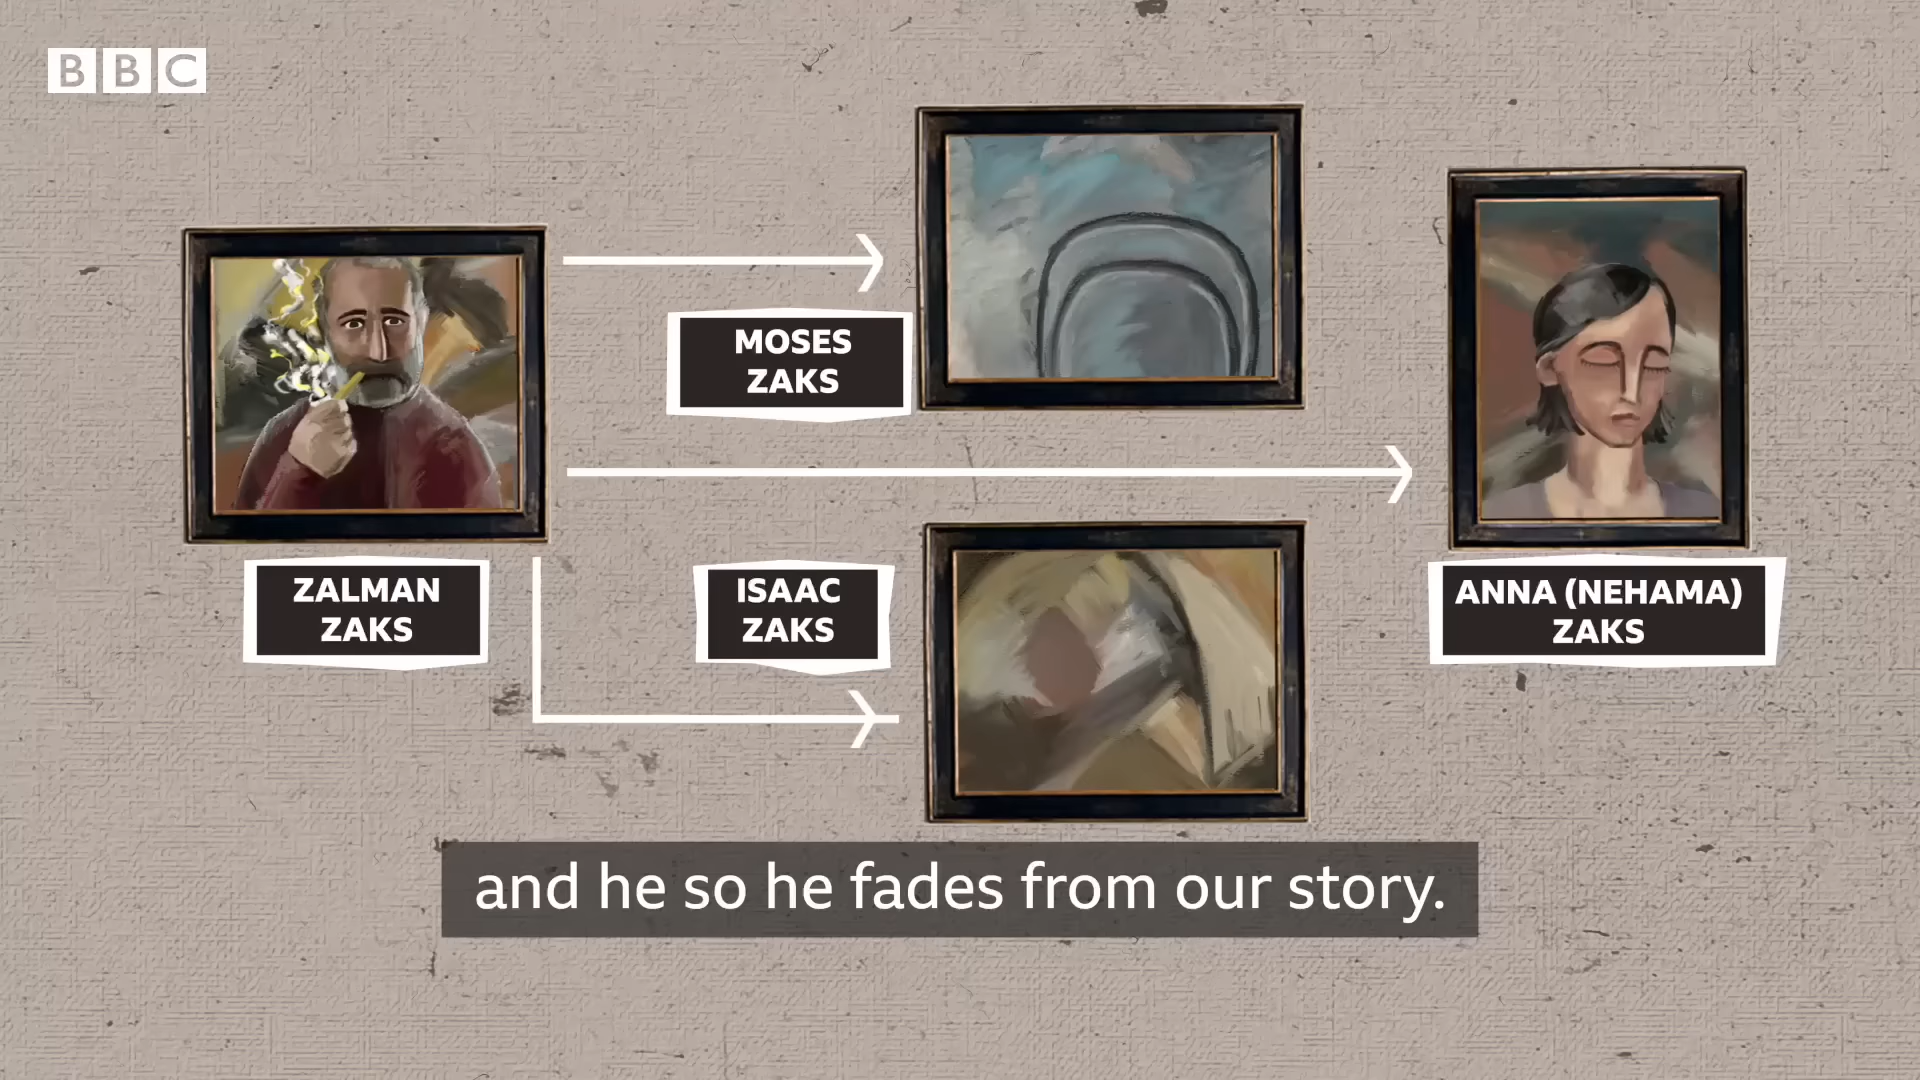 BBC
MOSES
ZAKS
ZALMAN
ZAKS
ISAAC
ZAKS
ANNA (NEHAMA)
ZAKS
and he so he fades from our story.